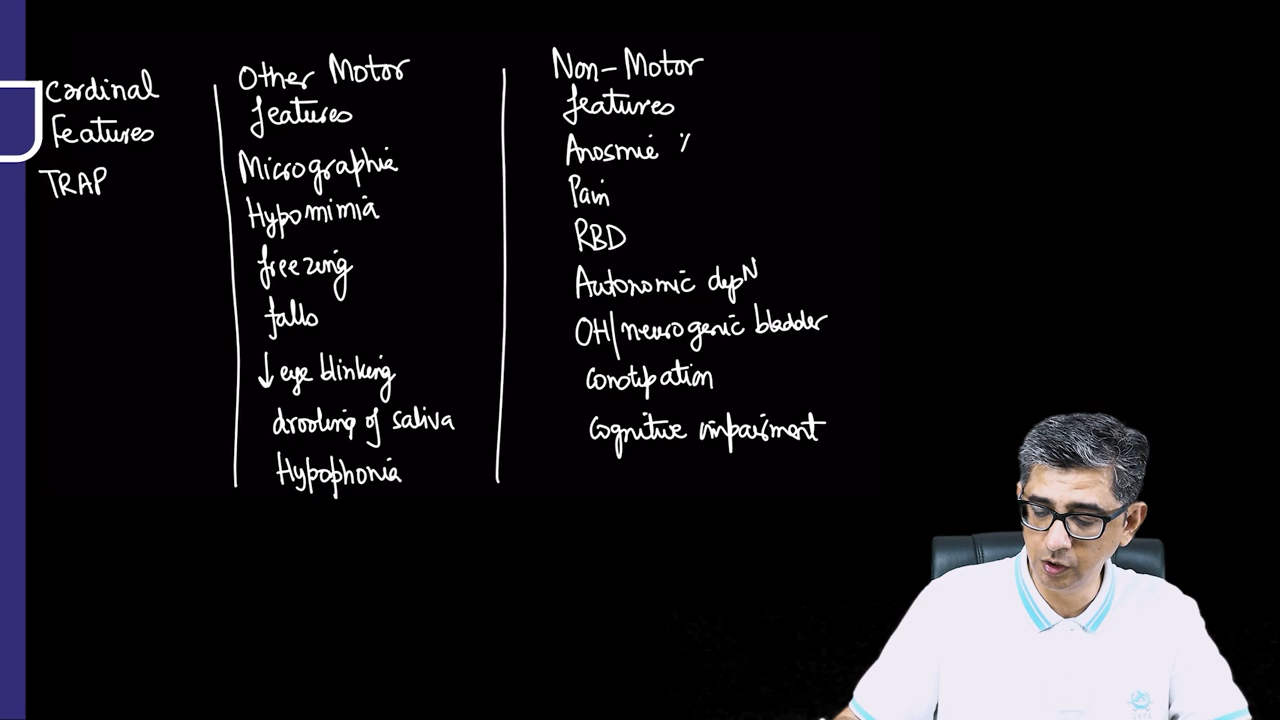 Cardinal
Features
TRAP
Other Motor
features
Micrographia
Hypomimia
freezing
falls
↓ eye blinking
drooling of saliva
Hypophonia
Non-Motor
features
Anosmia
Pain
RBD
Autonomic dysfN
OH/neurogenic bladder
constipation
cognitive impairment